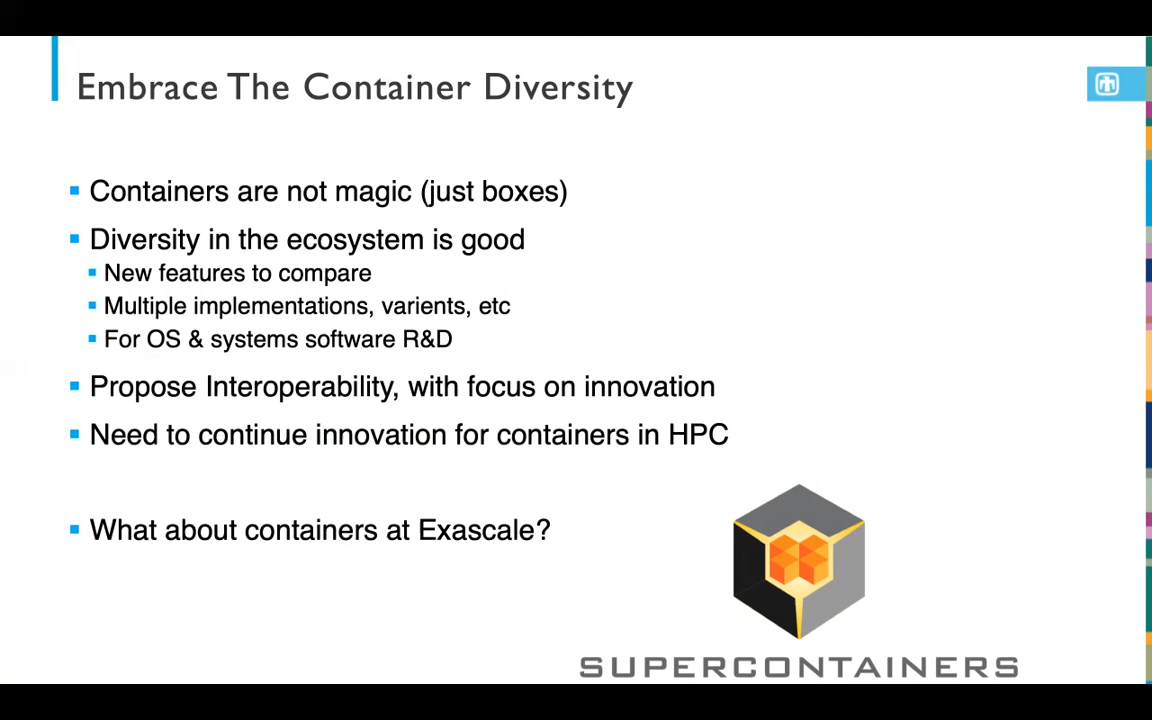 Embrace The Container Diversity
Containers are not magic (just boxes)
Diversity in the ecosystem is good
New features to compare
Multiple implementations, varients, etc
For OS & systems software R&D
Propose Interoperability, with focus on innovation
Need to continue innovation for containers in HPC
What about containers at Exascale?
SUPERCONTAINERS